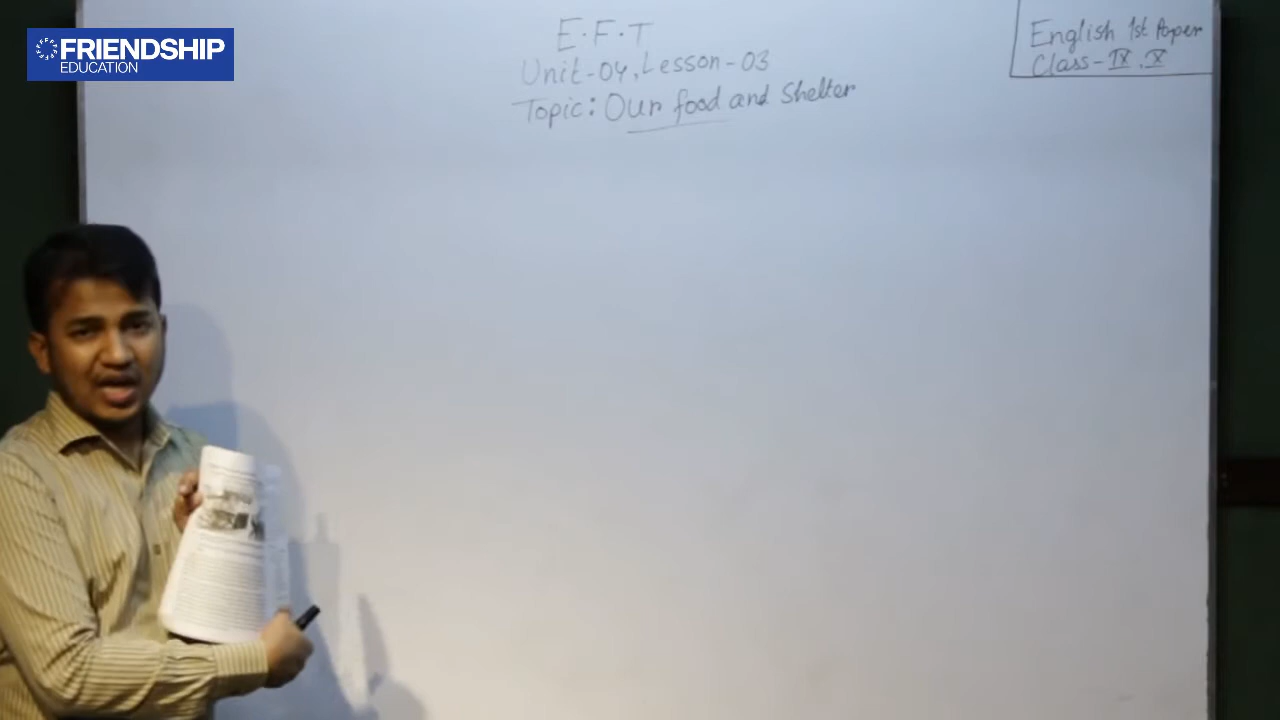 FRIENDSHIP
EDUCATION
E.F.T
Unit-04, Lesson-03
Topic: Our food and Shelter
English 1st Paper
Class-IX, X